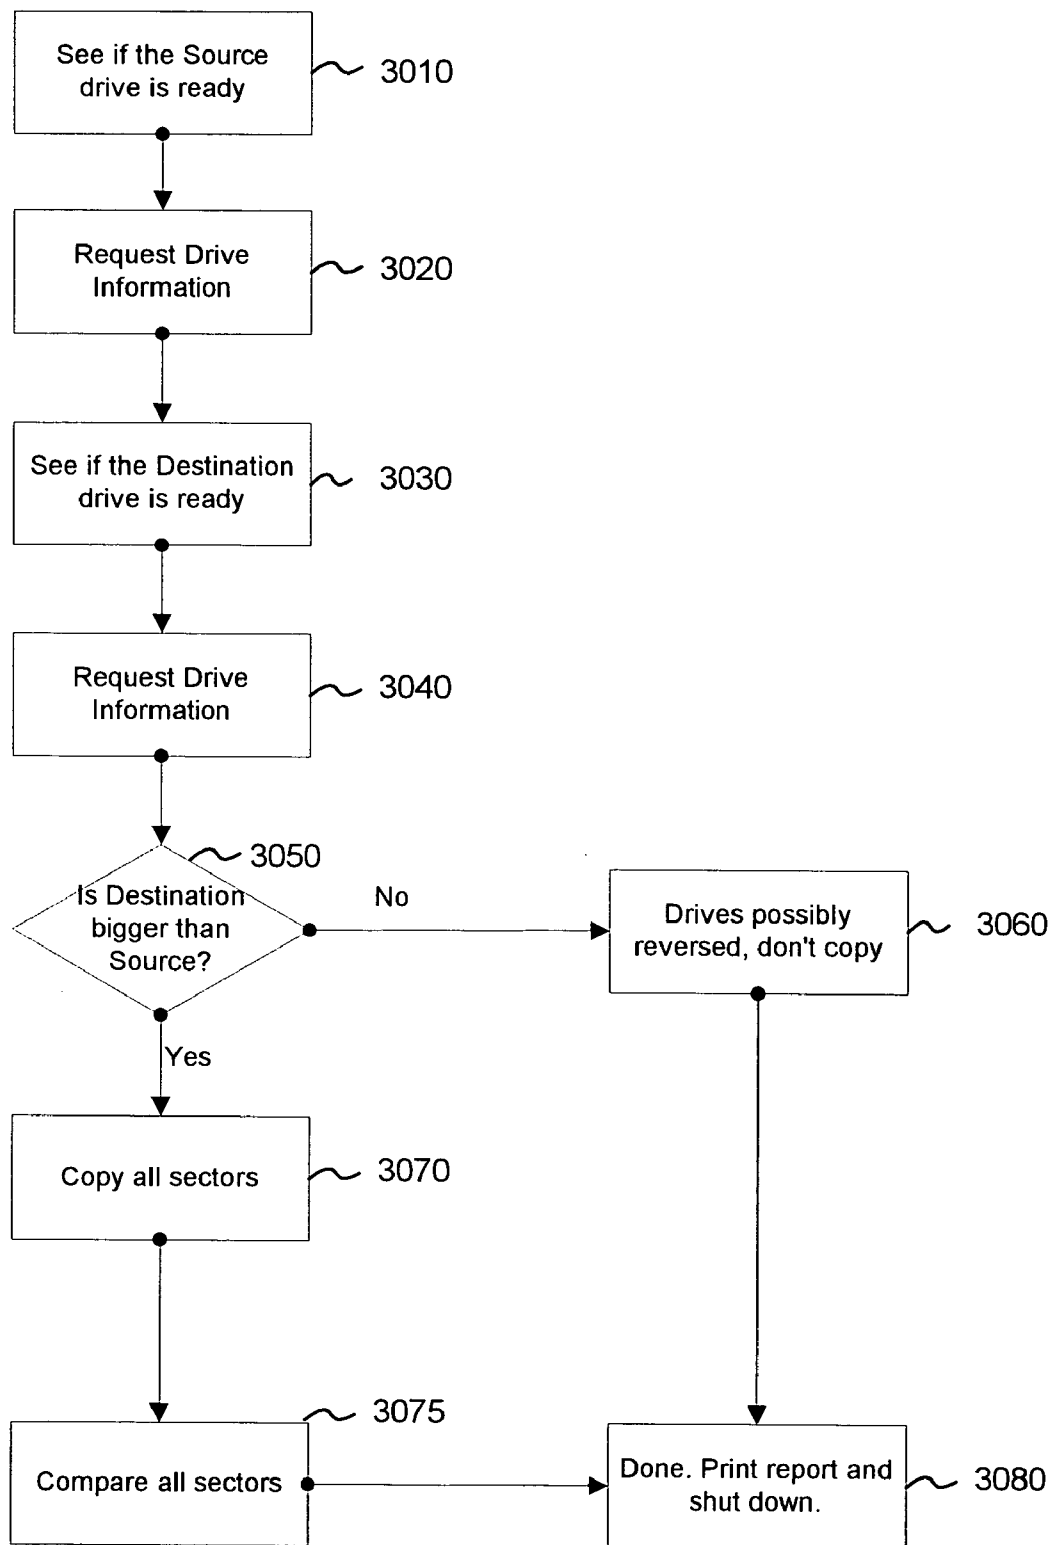 See if the Source
drive is ready
3010
Request Drive
Information
3020
See if the Destination
drive is ready
3030
Request Drive
Information
3040
3050
Is Destination
bigger than
Source?
No
Drives possibly
reversed, don't copy
3060
Yes
Copy all sectors
3070
3075
Compare all sectors
Done. Print report and
shut down.
3080